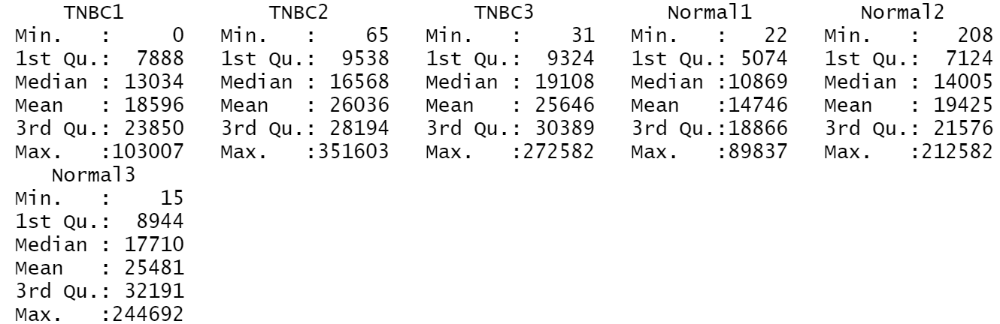 TNBC1 TNBC2 TNBC3 Normal1 Normal2
Min. : 0 Min. : 65 Min. : 31 Min. : 22 Min. : 208
1st Qu.: 7888 1st Qu.: 9538 1st Qu.: 9324 1st Qu.: 5074 1st Qu.: 7124
Median : 13034 Median : 16568 Median : 19108 Median :10869 Median : 14005
Mean : 18596 Mean : 26036 Mean : 25646 Mean :14746 Mean : 19425
3rd Qu.: 23850 3rd Qu.: 28194 3rd Qu.: 30389 3rd Qu.:18866 3rd Qu.: 21576
Max. :103007 Max. :351603 Max. :272582 Max. :89837 Max. :212582
Normal3
Min. : 15
1st Qu.: 8944
Median : 17710
Mean : 25481
3rd Qu.: 32191
Max. :244692